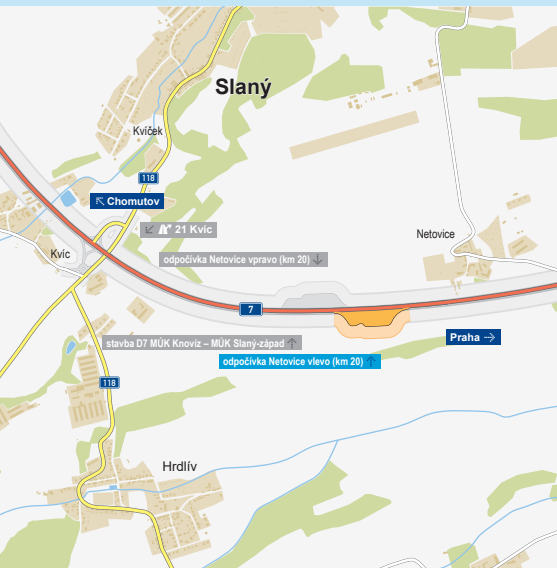 Slaný
Kvíček
118
Chomutov
21 Kvíc
Netovice
Kvíc
odpočívka Netovice vpravo (km 20)
7
Praha
stavba D7 MÚK Knovíz – MÚK Slaný-západ
odpočívka Netovice vlevo (km 20)
118
Hrdlív